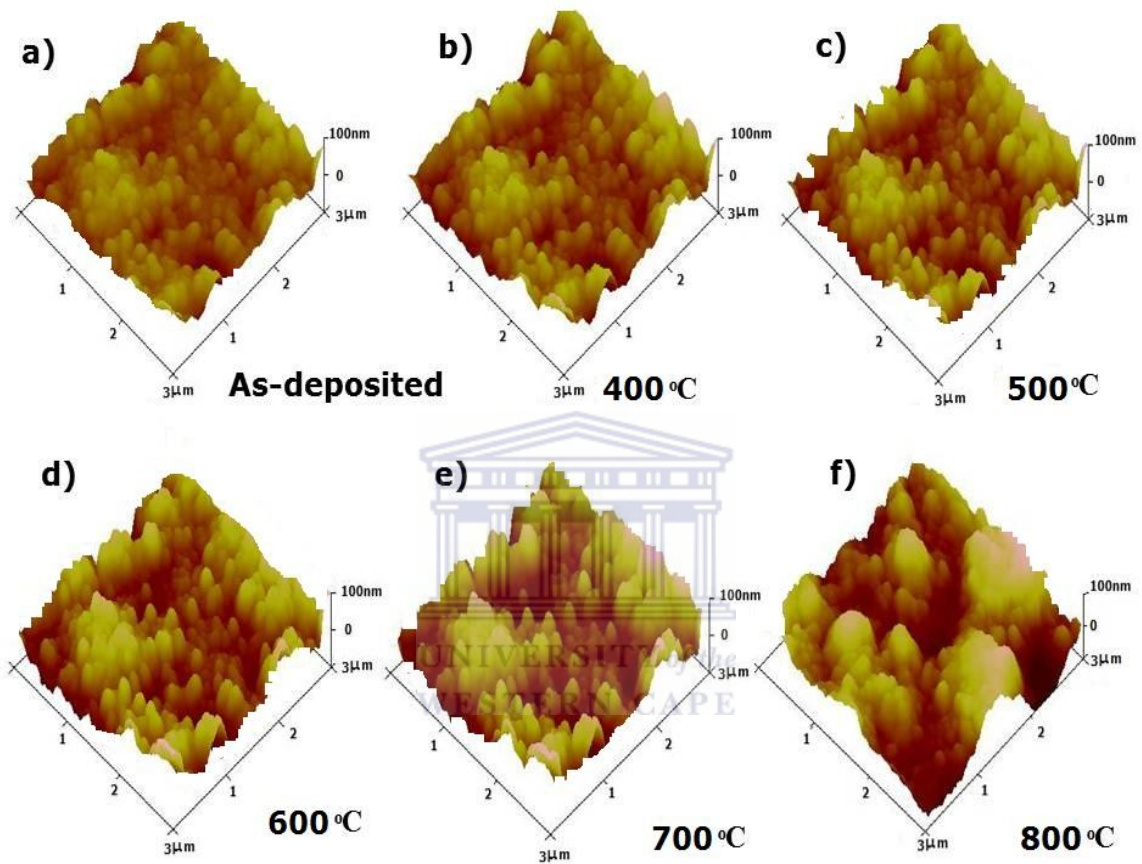 a)
100nm
0
3µm
1
2
2
1
3µm
As-deposited
b)
100nm
0
3µm
1
2
2
1
3µm
400 °C
c)
100nm
0
3µm
1
2
2
1
3µm
500 °C
d)
100nm
0
3µm
1
2
2
1
3µm
600 °C
e)
100nm
0
3µm
1
2
2
1
3µm
700 °C
f)
100nm
0
3µm
1
2
2
1
3µm
800 °C
UNIVERSITY of the
WESTERN CAPE